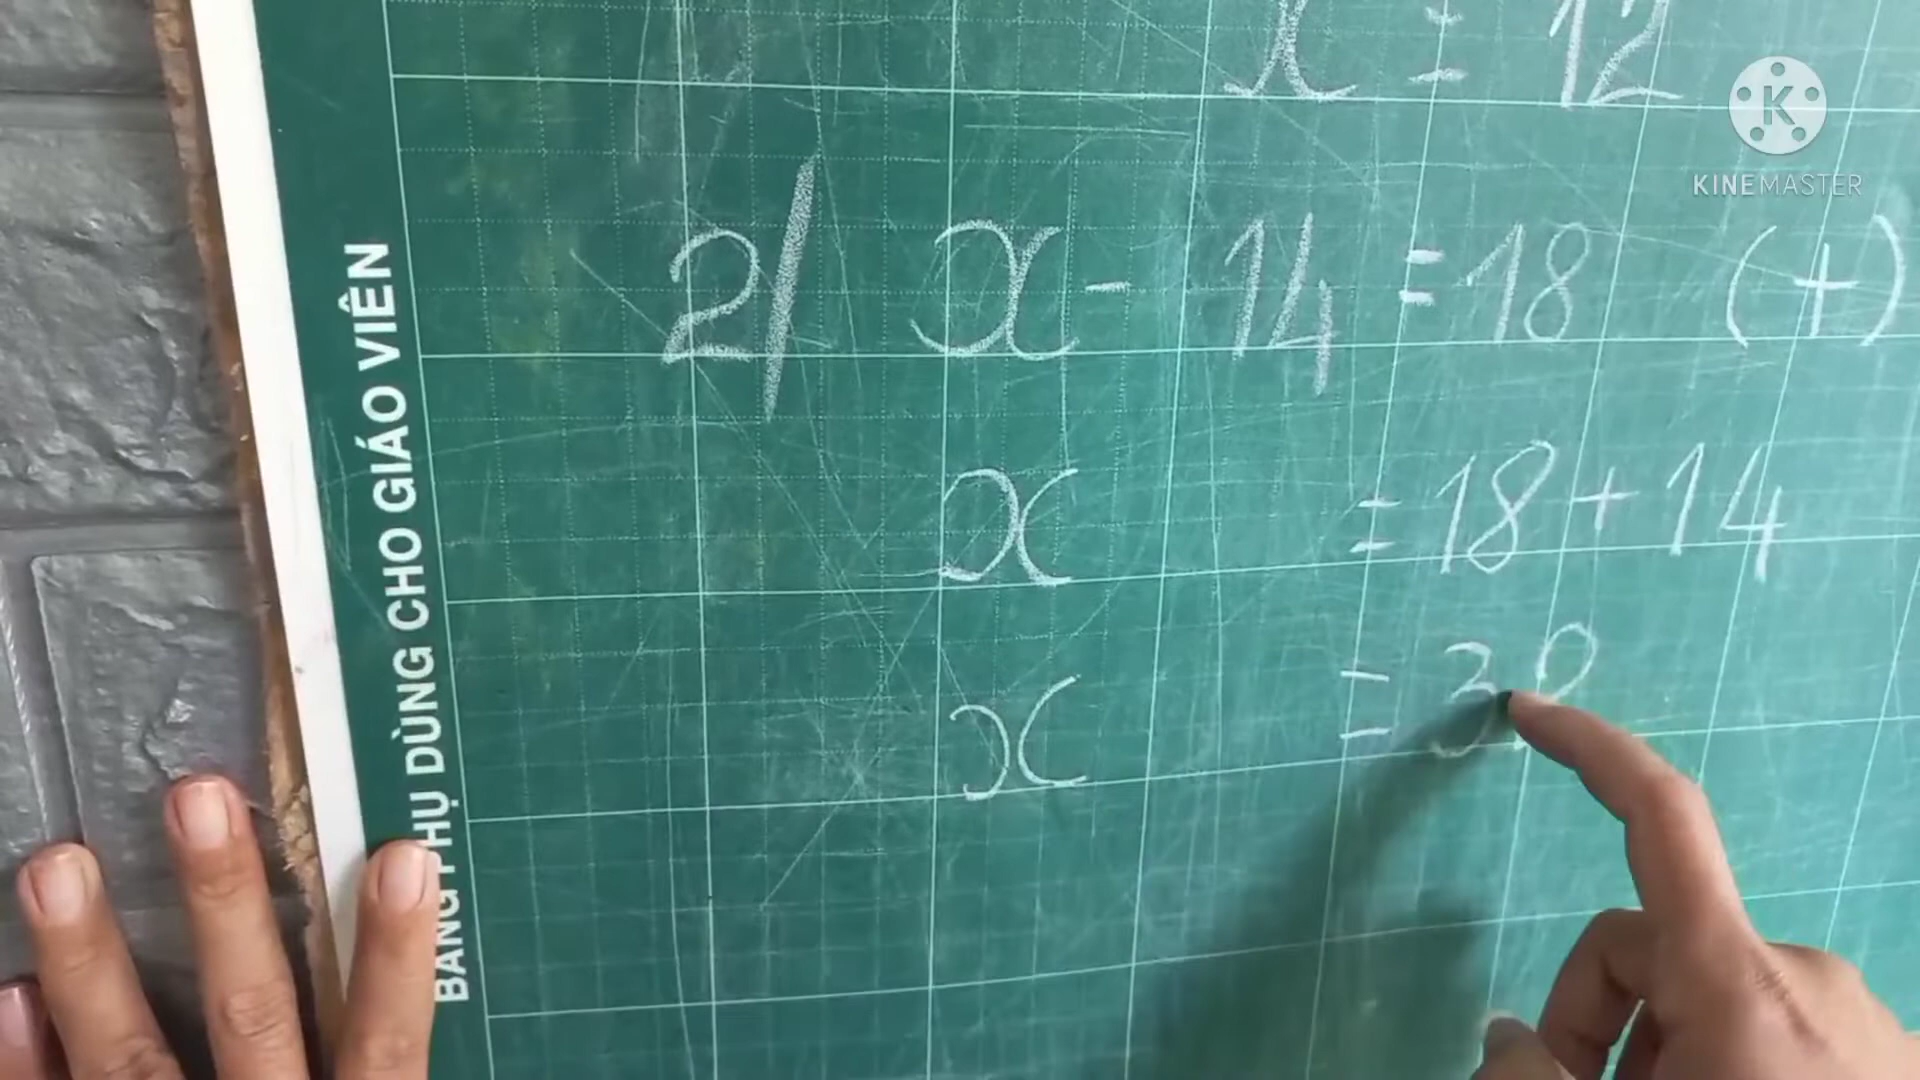 x = 12
KINEMASTER
2/ x - 14 = 18 (+)
x = 18 + 14
x = 3
BẢNG PHỤ DÙNG CHO GIÁO VIÊN